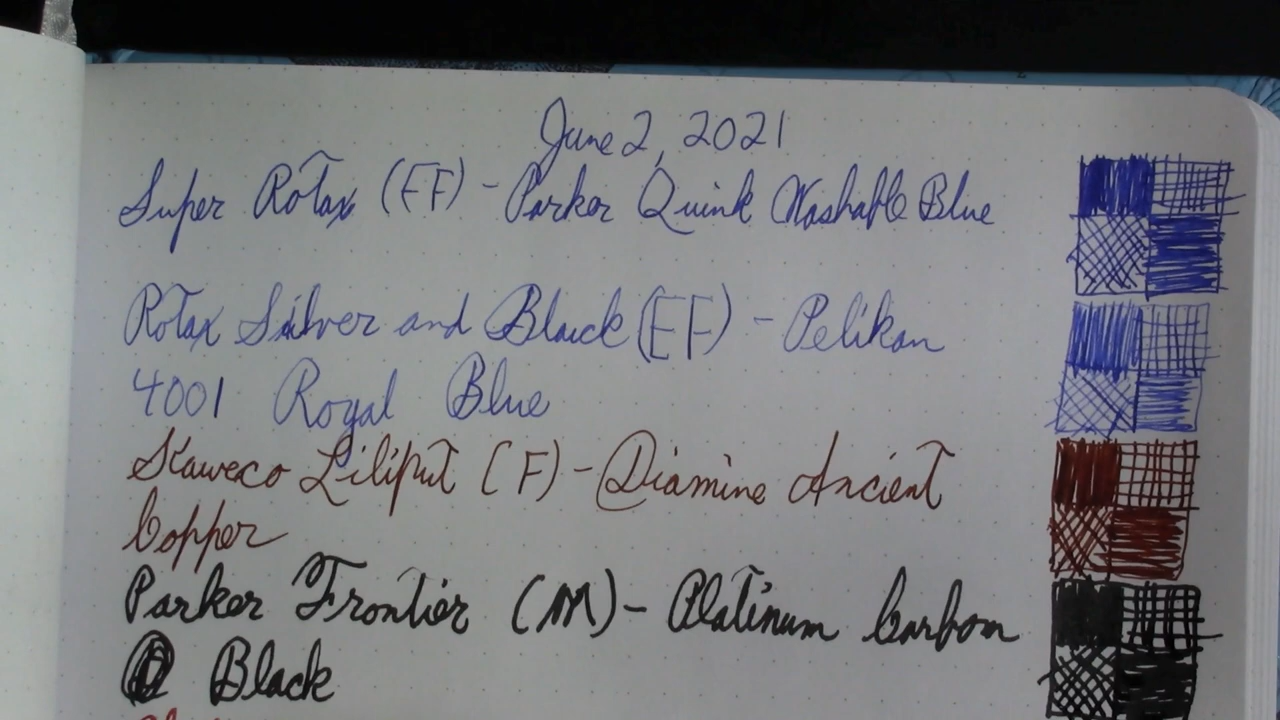 June 2, 2021
Super Rotax (EF) - Parker Quink Washable Blue
Rotax Silver and Black (EF) - Pelikan
4001 Royal Blue
Kaweco Liliput (F) - Diamine Ancient
Copper
Parker Frontier (M) - Platinum Carbon
Black